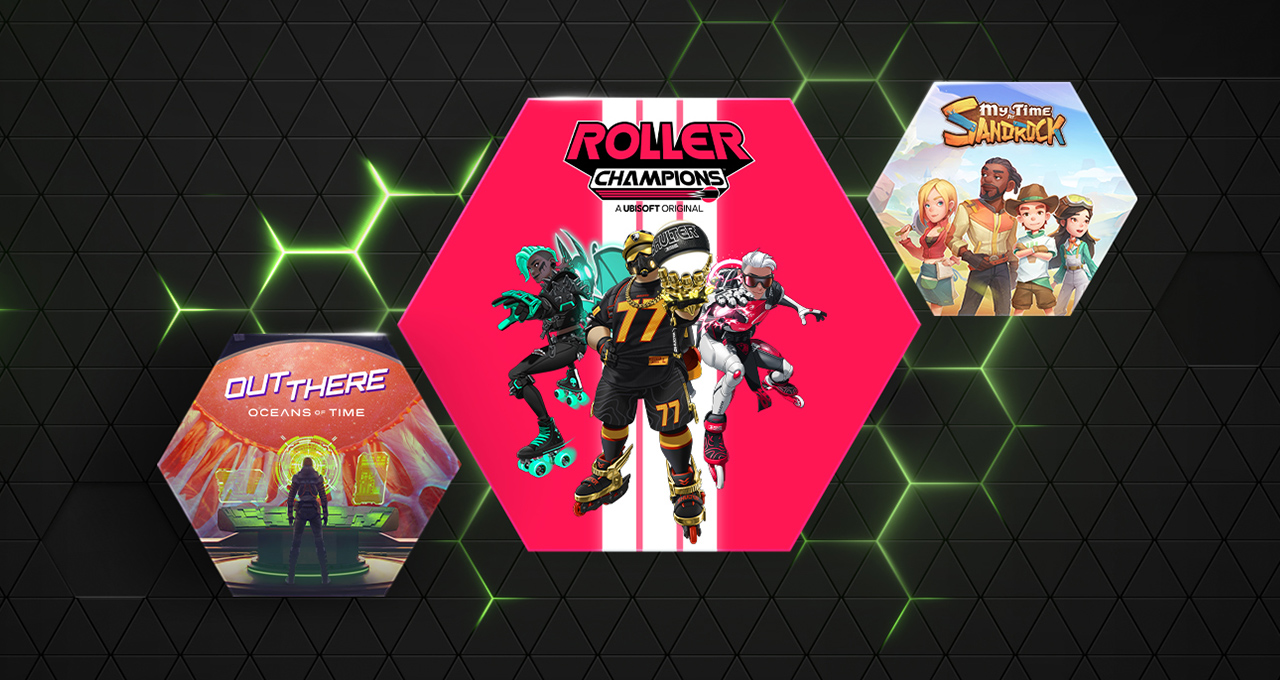 ROLLER
CHAMPIONS
A UBISOFT ORIGINAL
MY TIME
AT
SANDROCK
OUT THERE
OCEANS OF TIME
77
77